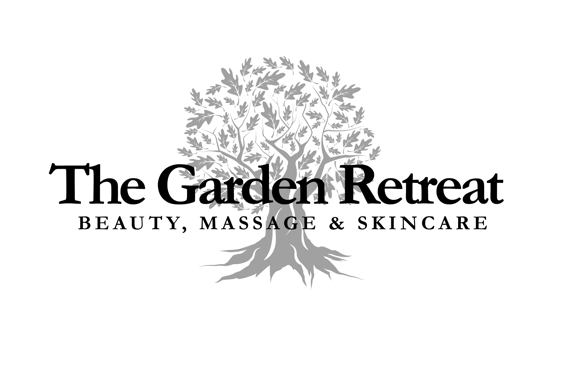 The Garden Retreat
BEAUTY, MASSAGE & SKINCARE